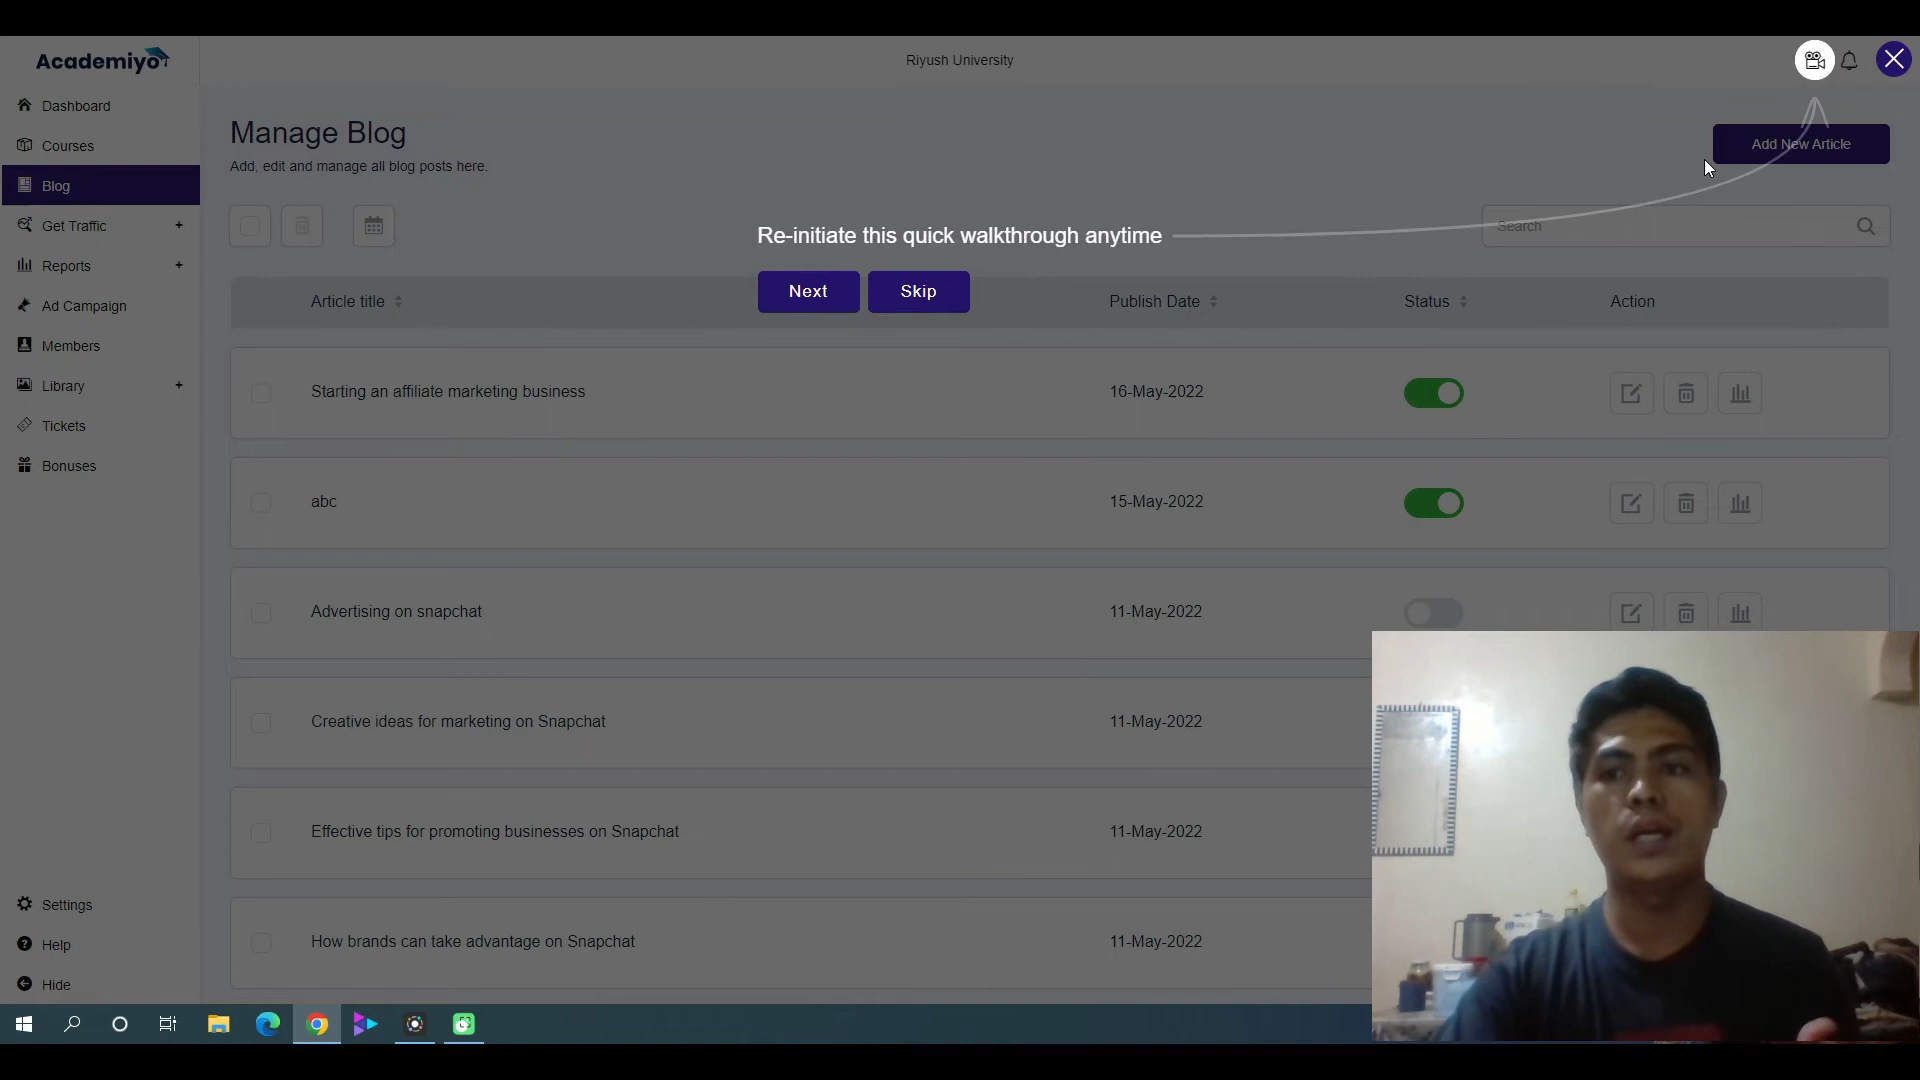 Academiyo
Riyush University
Dashboard
Courses
Blog
Get Traffic +
Reports +
Ad Campaign
Members
Library +
Tickets
Bonuses
Settings
Help
Hide
Manage Blog
Add, edit and manage all blog posts here.
Add New Article
Search
Re-initiate this quick walkthrough anytime
Next Skip
Article title Publish Date Status Action
Starting an affiliate marketing business 16-May-2022
abc 15-May-2022
Advertising on snapchat 11-May-2022
Creative ideas for marketing on Snapchat 11-May-2022
Effective tips for promoting businesses on Snapchat 11-May-2022
How brands can take advantage on Snapchat 11-May-2022